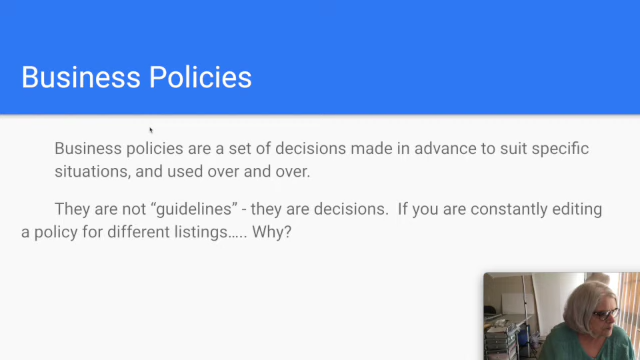 Business Policies
Business policies are a set of decisions made in advance to suit specific
situations, and used over and over.
They are not “guidelines” - they are decisions.  If you are constantly editing
a policy for different listings….. Why?